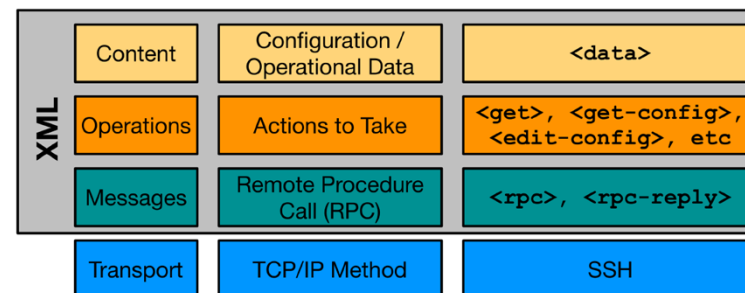 XML
Content
Configuration /
Operational Data
<data>
Operations
Actions to Take
<get>, <get-config>,
<edit-config>, etc
Messages
Remote Procedure
Call (RPC)
<rpc>, <rpc-reply>
Transport
TCP/IP Method
SSH